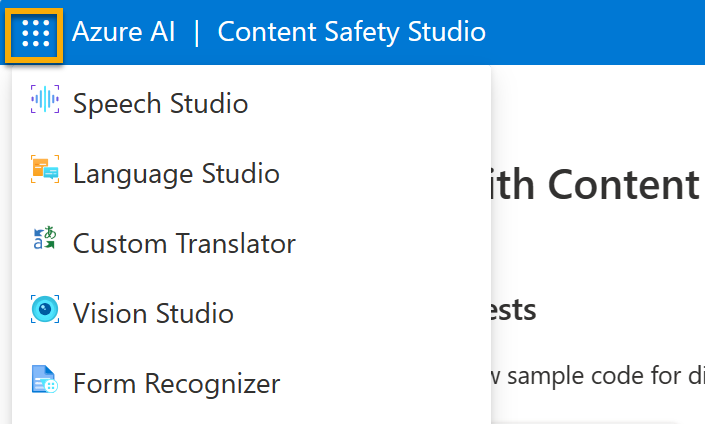 Azure AI | Content Safety Studio
Speech Studio
Language Studio
ith Content
Custom Translator
Vision Studio
ests
Form Recognizer
w sample code for di